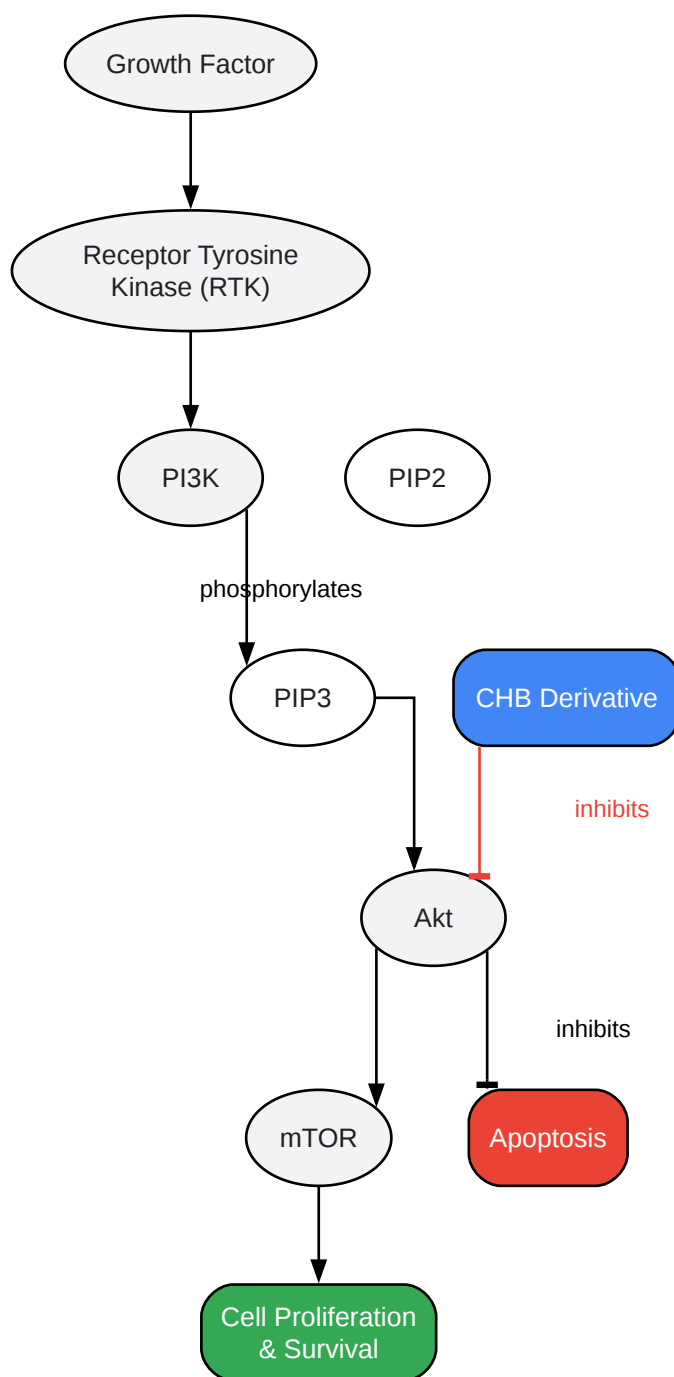 Growth Factor
Receptor Tyrosine
Kinase (RTK)
PI3K
PIP2
phosphorylates
PIP3
CHB Derivative
inhibits
Akt
inhibits
mTOR
Apoptosis
Cell Proliferation
& Survival